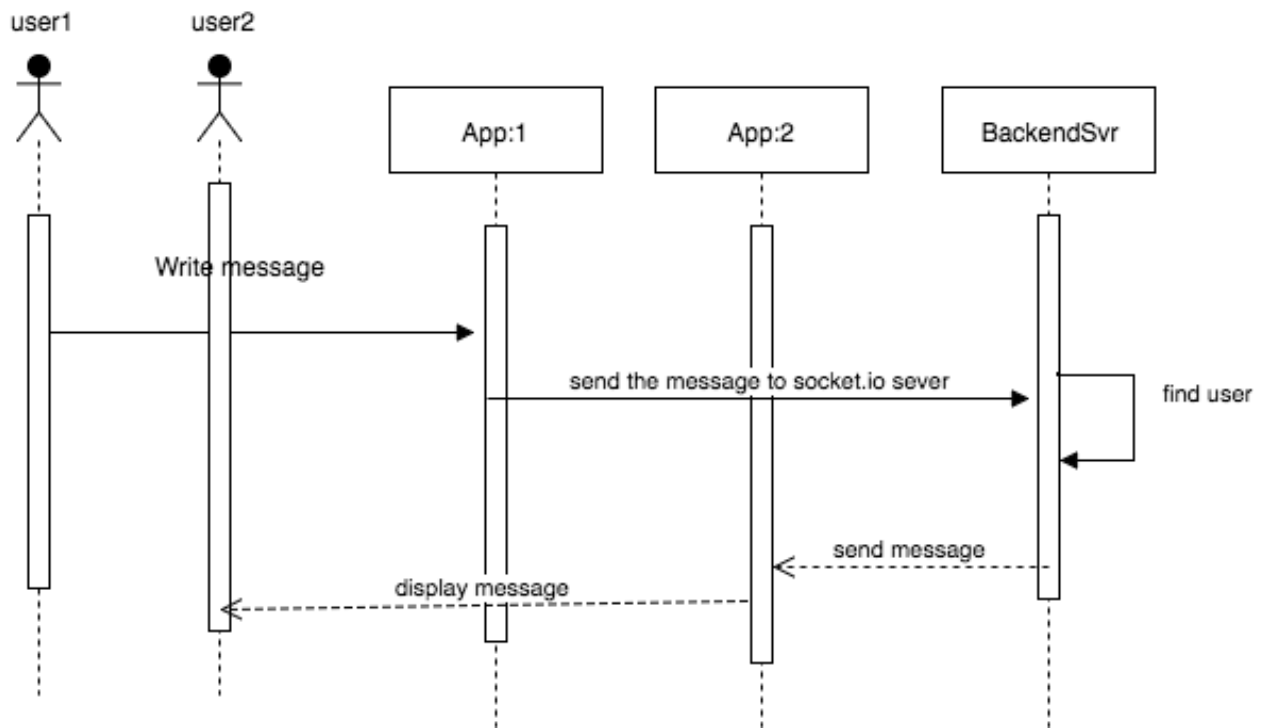 user1
user2
App:1
App:2
BackendSvr
Write message
send the message to socket.io sever
find user
send message
display message